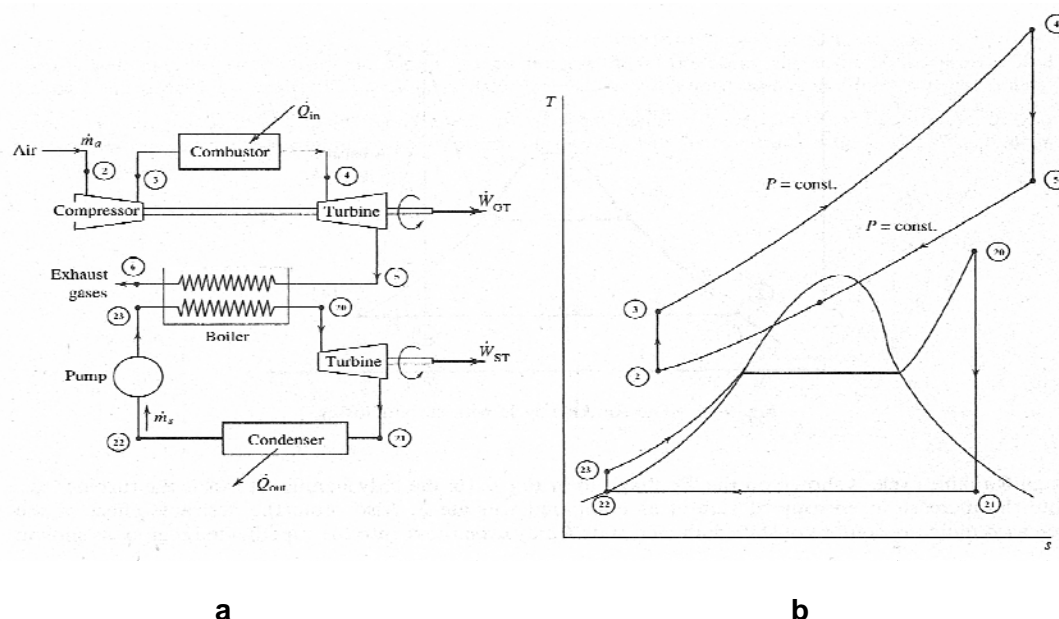 Q̇in
Air
ṁa
Combustor
2
3
4
Compressor
Turbine
ẆGT
Exhaust gases
6
5
23
20
Boiler
Turbine
ẆST
Pump
ṁs
22
Condenser
21
Q̇out
a
4
T
P = const.
5
P = const.
20
3
2
23
22
21
s
b